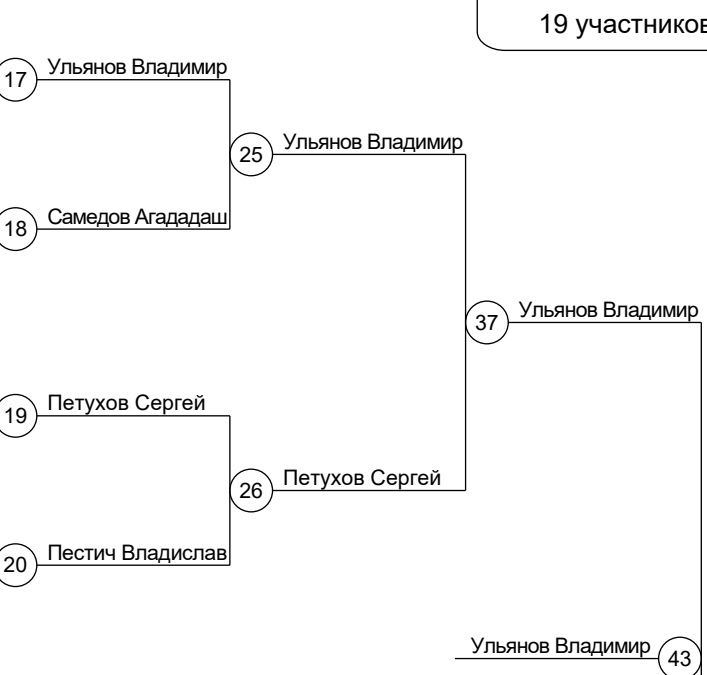 19 участников
17 Ульянов Владимир
25 Ульянов Владимир
18 Самедов Агададаш
37 Ульянов Владимир
19 Петухов Сергей
26 Петухов Сергей
20 Пестич Владислав
Ульянов Владимир 43